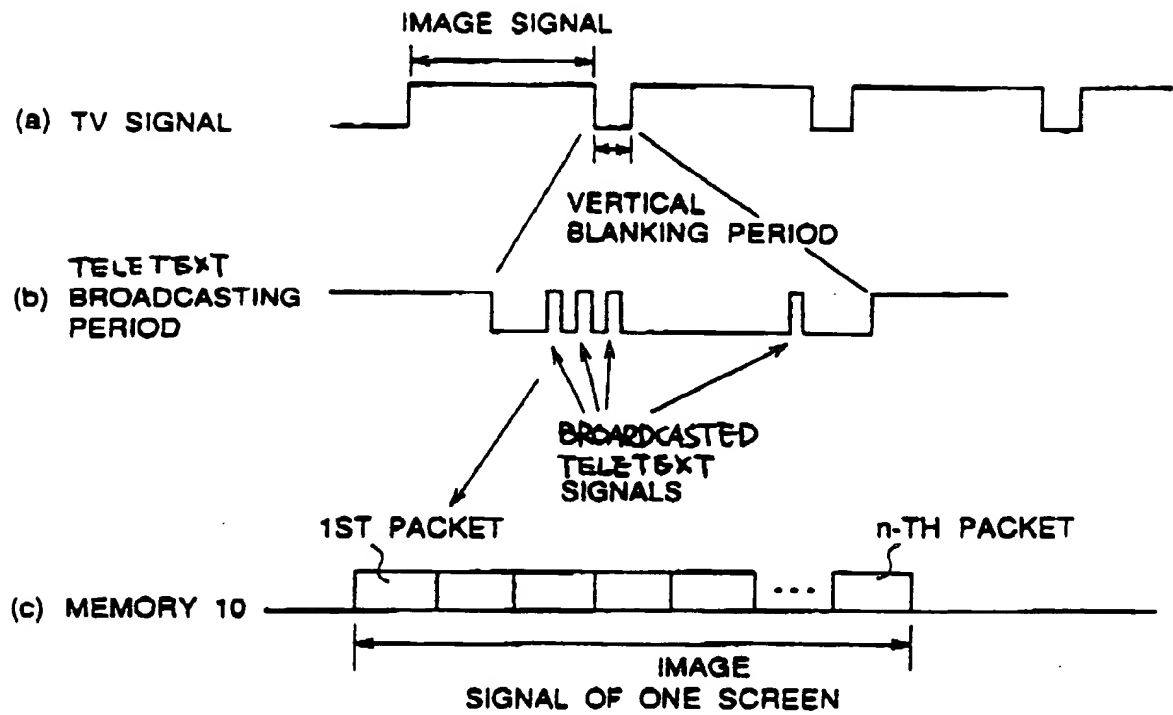 IMAGE SIGNAL
(a) TV SIGNAL
VERTICAL
BLANKING PERIOD
TELETEXT
(b) BROADCASTING
PERIOD
BROARDCASTED
TELETEXT
SIGNALS
1ST PACKET
n-TH PACKET
(c) MEMORY 10
...
IMAGE
SIGNAL OF ONE SCREEN